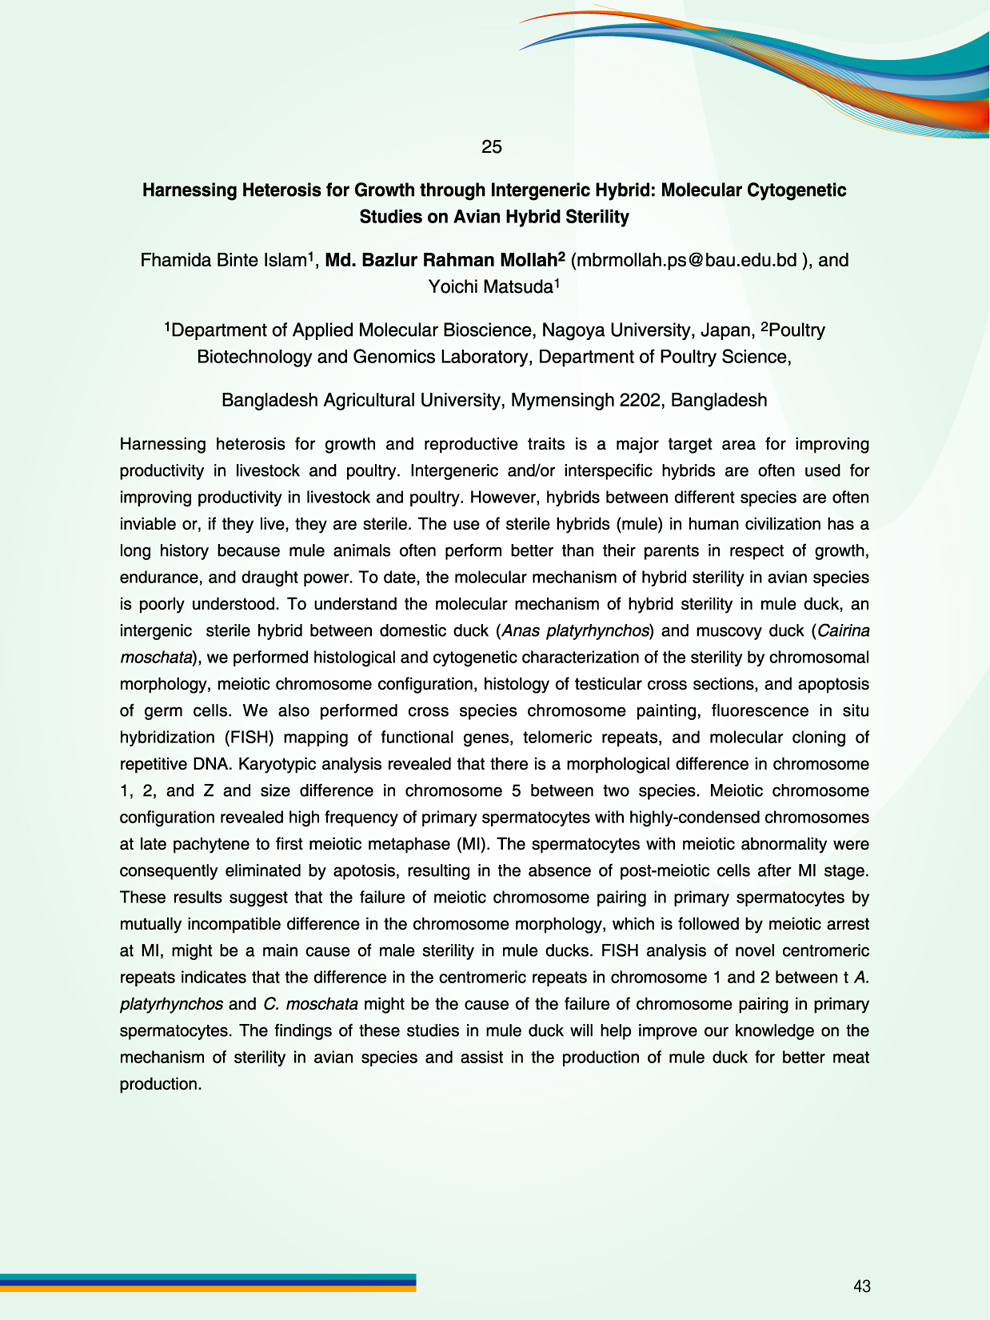 25
Harnessing Heterosis for Growth through Intergeneric Hybrid: Molecular Cytogenetic
Studies on Avian Hybrid Sterility
Fhamida Binte Islam1, Md. Bazlur Rahman Mollah2 (mbrmollah.ps@bau.edu.bd ), and
Yoichi Matsuda1
1Department of Applied Molecular Bioscience, Nagoya University, Japan, 2Poultry
Biotechnology and Genomics Laboratory, Department of Poultry Science,
Bangladesh Agricultural University, Mymensingh 2202, Bangladesh
Harnessing heterosis for growth and reproductive traits is a major target area for improving
productivity in livestock and poultry. Intergeneric and/or interspecific hybrids are often used for
improving productivity in livestock and poultry. However, hybrids between different species are often
inviable or, if they live, they are sterile. The use of sterile hybrids (mule) in human civilization has a
long history because mule animals often perform better than their parents in respect of growth,
endurance, and draught power. To date, the molecular mechanism of hybrid sterility in avian species
is poorly understood. To understand the molecular mechanism of hybrid sterility in mule duck, an
intergenic  sterile hybrid between domestic duck (Anas platyrhynchos) and muscovy duck (Cairina
moschata), we performed histological and cytogenetic characterization of the sterility by chromosomal
morphology, meiotic chromosome configuration, histology of testicular cross sections, and apoptosis
of germ cells. We also performed cross species chromosome painting, fluorescence in situ
hybridization (FISH) mapping of functional genes, telomeric repeats, and molecular cloning of
repetitive DNA. Karyotypic analysis revealed that there is a morphological difference in chromosome
1, 2, and Z and size difference in chromosome 5 between two species. Meiotic chromosome
configuration revealed high frequency of primary spermatocytes with highly-condensed chromosomes
at late pachytene to first meiotic metaphase (MI). The spermatocytes with meiotic abnormality were
consequently eliminated by apotosis, resulting in the absence of post-meiotic cells after MI stage.
These results suggest that the failure of meiotic chromosome pairing in primary spermatocytes by
mutually incompatible difference in the chromosome morphology, which is followed by meiotic arrest
at MI, might be a main cause of male sterility in mule ducks. FISH analysis of novel centromeric
repeats indicates that the difference in the centromeric repeats in chromosome 1 and 2 between t A.
platyrhynchos and C. moschata might be the cause of the failure of chromosome pairing in primary
spermatocytes. The findings of these studies in mule duck will help improve our knowledge on the
mechanism of sterility in avian species and assist in the production of mule duck for better meat
production.
43